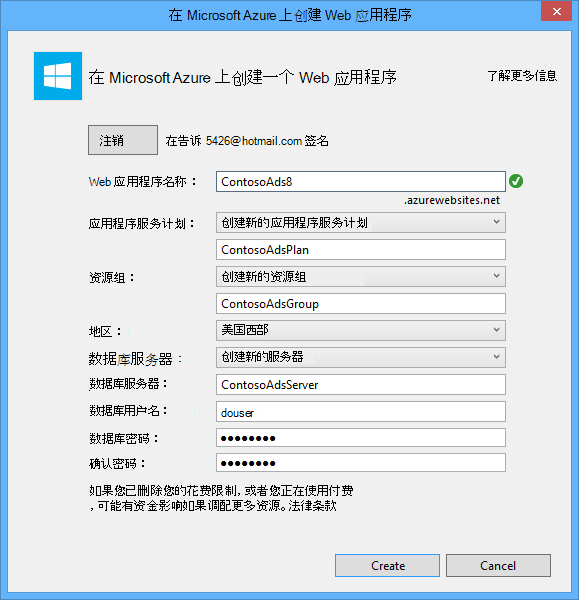 在 Microsoft Azure 上创建 Web 应用程序
在 Microsoft Azure 上创建一个 Web 应用程序
了解更多信息
注销
在告诉 5426@hotmail.com 签名
Web 应用程序名称：
ContosoAds8
.azurewebsites.net
应用程序服务计划：
创建新的应用程序服务计划
ContosoAdsPlan
资源组：
创建新的资源组
ContosoAdsGroup
地区：
美国西部
数据库服务器：
创建新的服务器
数据库服务器：
ContosoAdsServer
数据库用户名：
douser
数据库密码：
●●●●●●●●
确认密码：
●●●●●●●●
如果您已删除您的花费限制, 或者您正在使用付费
, 可能有资金影响如果调配更多资源。法律条款
Create
Cancel